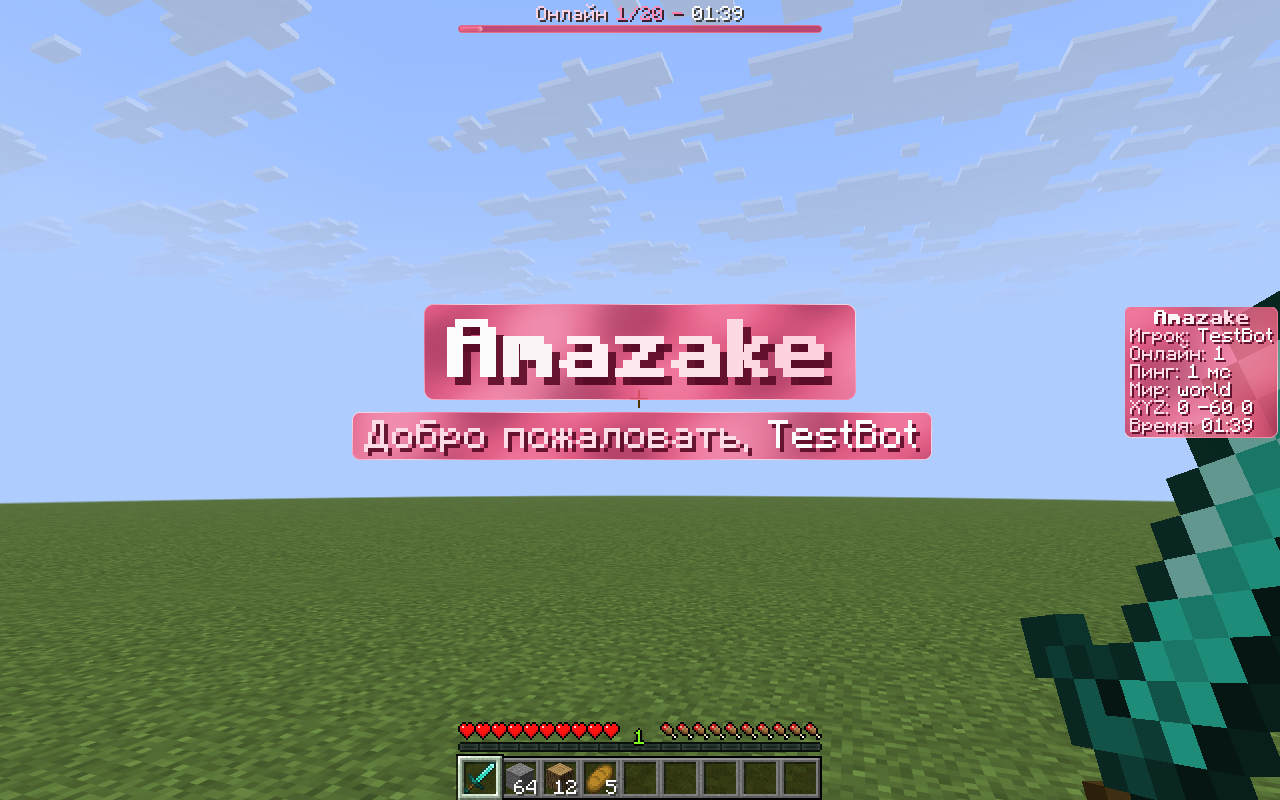 Онлайн 1/20 – 01:39
Amazake
Добро пожаловать, TestBot
Amazake
Игрок: TestBot
Онлайн: 1
Пинг: 1 мс
Мир: world
XYZ: 0 -60 0
Время: 01:39
1
64
12
5